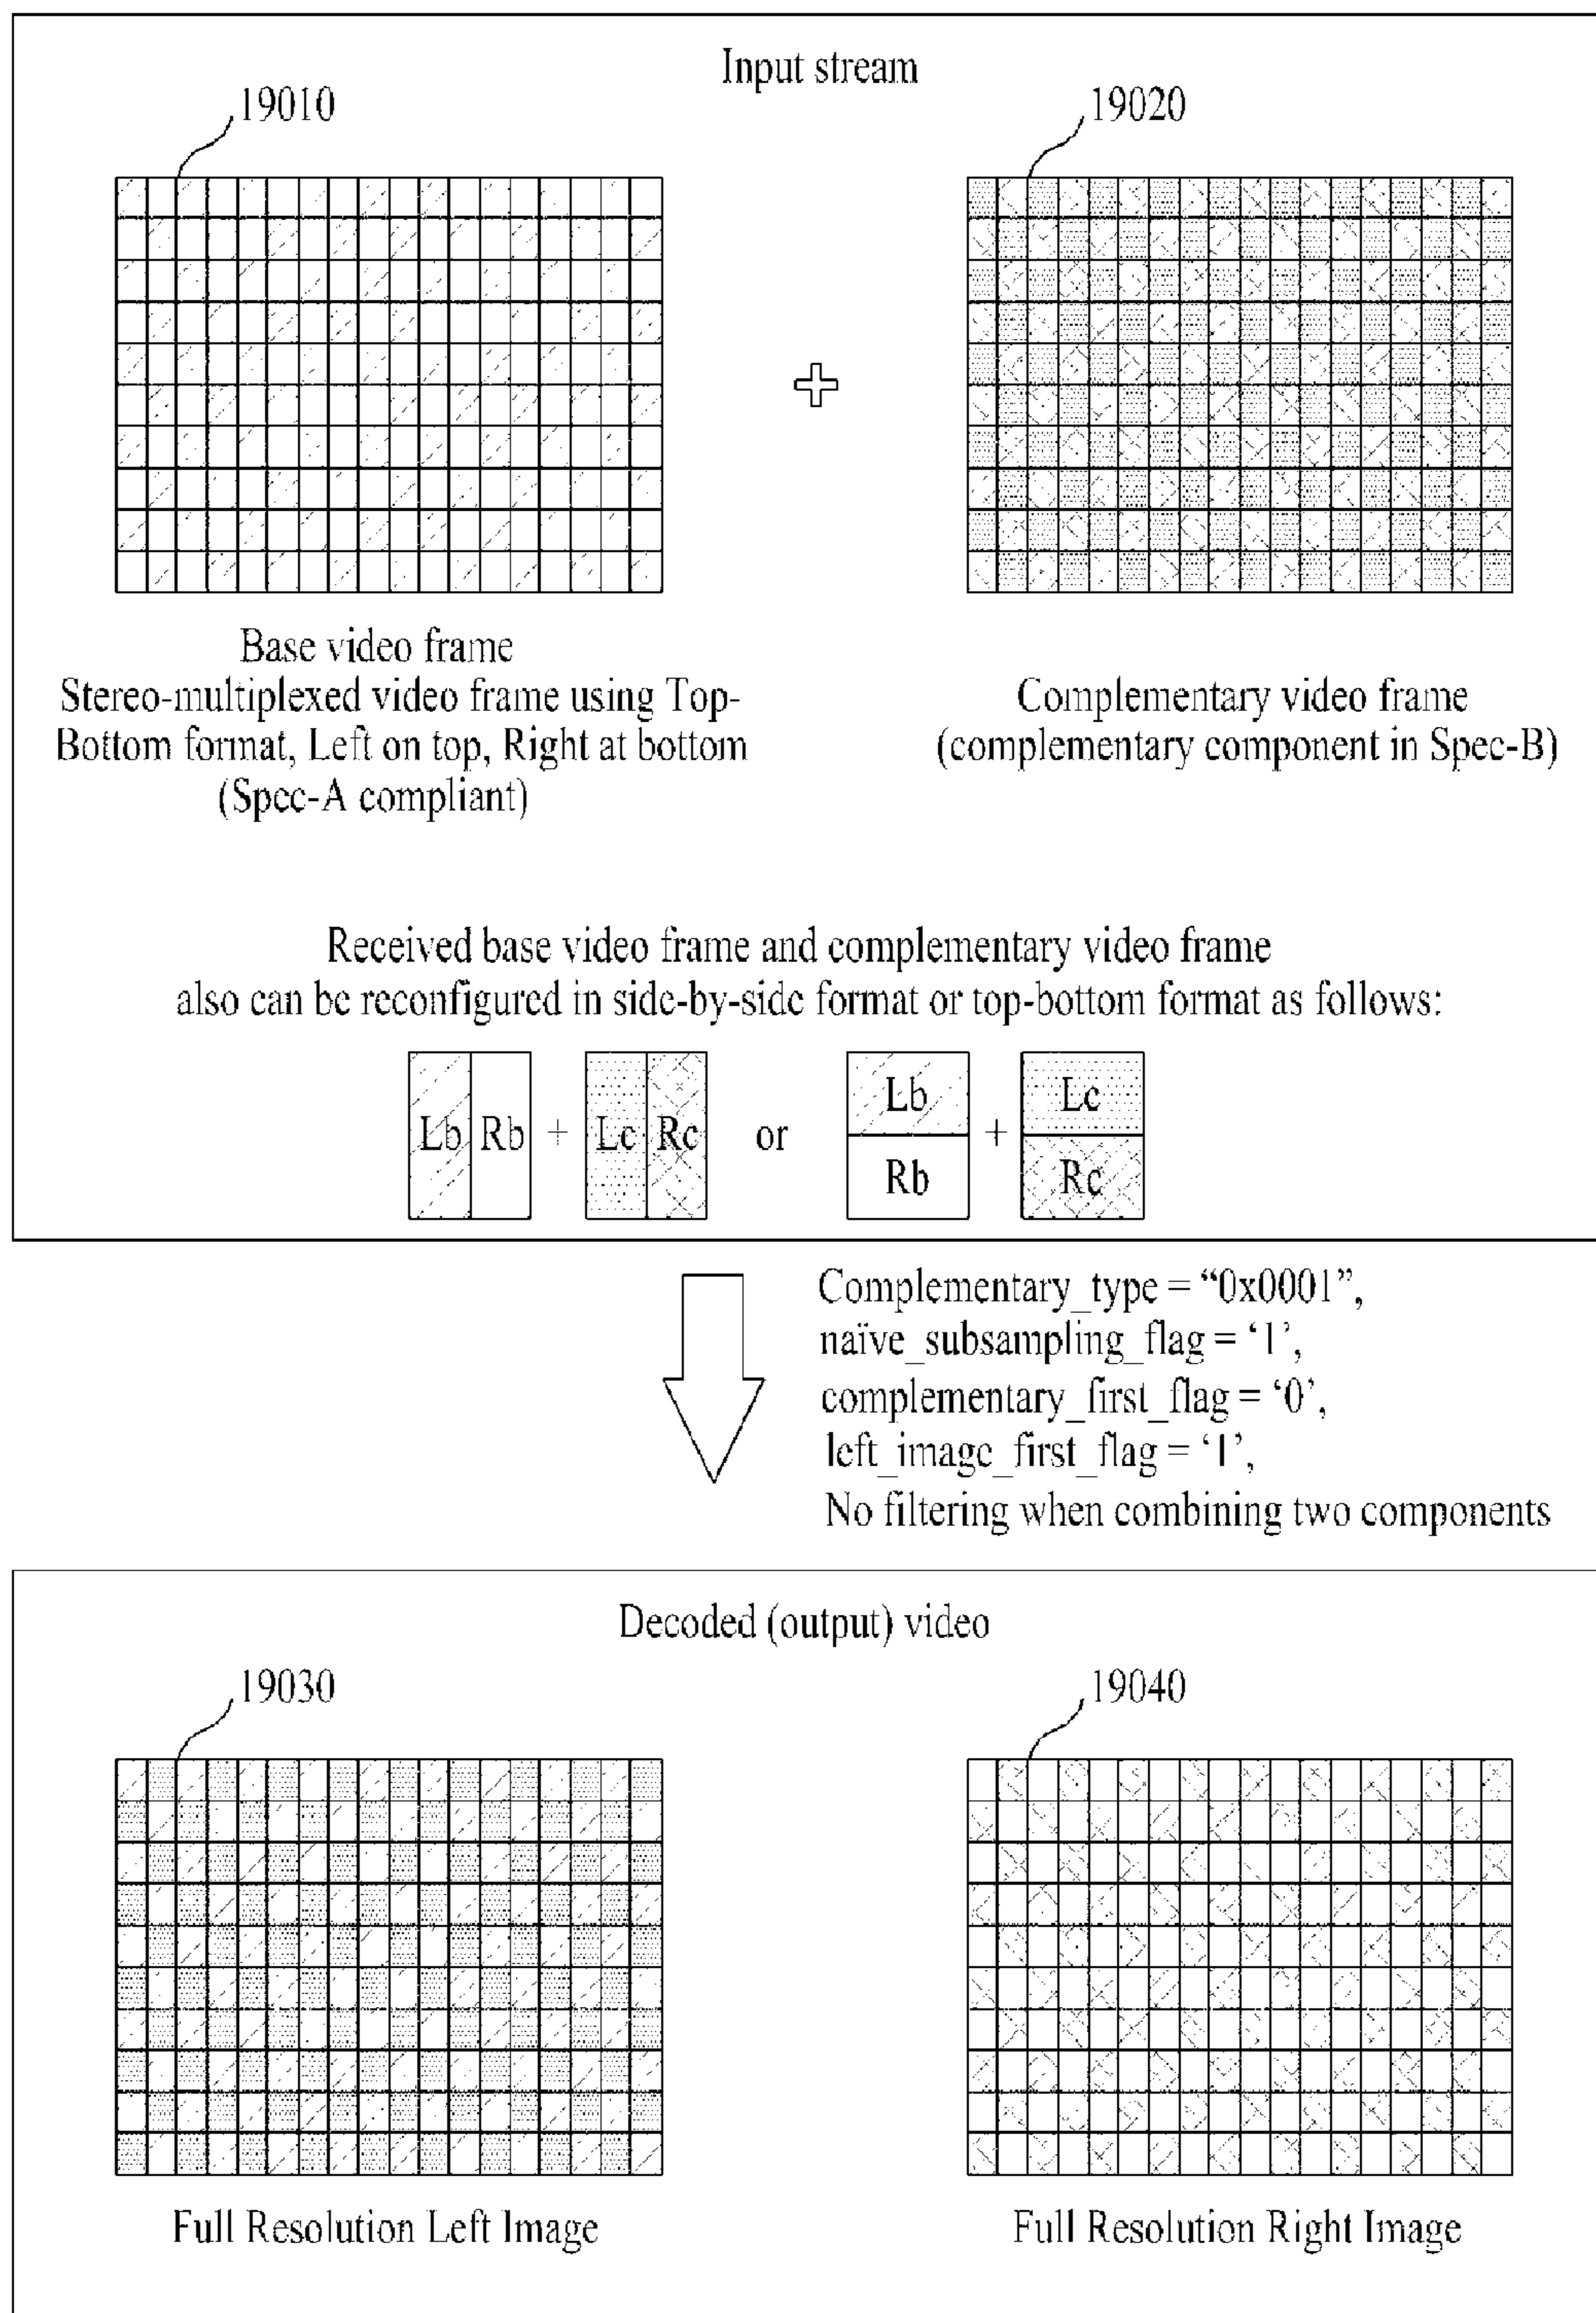 Input stream
19010
19020
Base video frame
Stereo-multiplexed video frame using Top-
Bottom format, Left on top, Right at bottom
(Spec-A compliant)
Complementary video frame
(complementary component in Spec-B)
Received base video frame and complementary video frame
also can be reconfigured in side-by-side format or top-bottom format as follows:
Lb Rb + Lc Rc or Lb + Lc
Rb Rc
Complementary_type = “0x0001”,
naïve_subsampling_flag = ‘1’,
complementary_first_flag = ‘0’,
left_image_first_flag = ‘1’,
No filtering when combining two components
Decoded (output) video
19030
19040
Full Resolution Left Image
Full Resolution Right Image